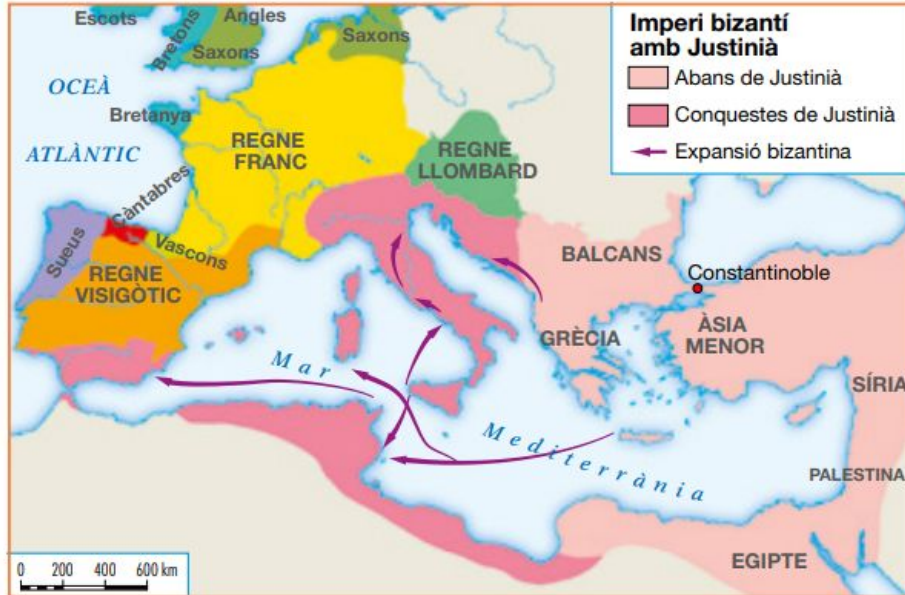 Escots
Angles
Bretons
Saxons
Saxons
OCEÀ
Bretanya
ATLÀNTIC
REGNE
FRANC
REGNE
LLOMBARD
Càntabres
Vascons
Sueus
REGNE
VISIGÒTIC
BALCANS
Constantinoble
GRÈCIA
ÀSIA
MENOR
SÍRIA
Mar
Mediterrània
PALESTINA
EGIPTE
0 200 400 600 km
Imperi bizantí
amb Justinià
Abans de Justinià
Conquestes de Justinià
Expansió bizantina